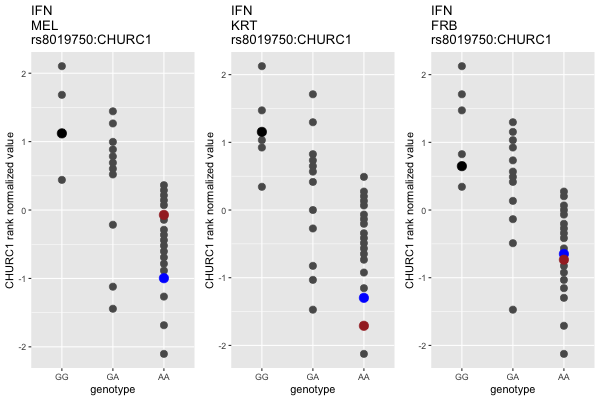 IFN
MEL
rs8019750:CHURC1
CHURC1 rank normalized value
2
1
0
-1
-2
GG
GA
AA
genotype
IFN
KRT
rs8019750:CHURC1
CHURC1 rank normalized value
2
1
0
-1
-2
GG
GA
AA
genotype
IFN
FRB
rs8019750:CHURC1
CHURC1 rank normalized value
2
1
0
-1
-2
GG
GA
AA
genotype